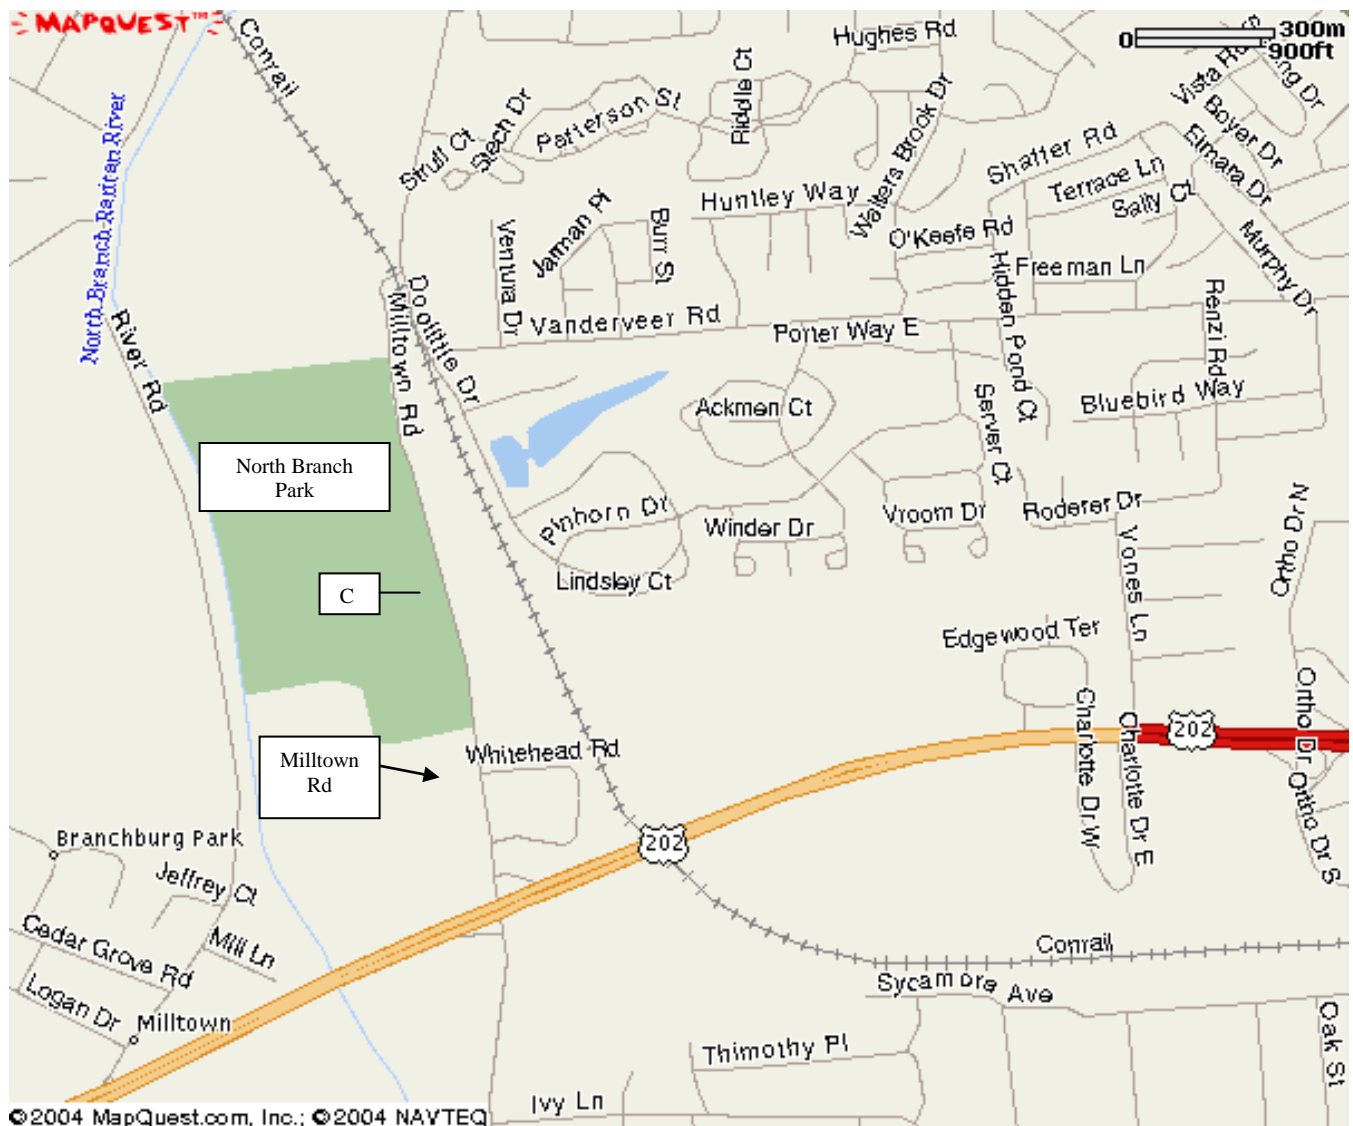 MAPQUEST™
Conrail
North Branch Raritan River
River Rd
Struff Ct
Sech Dr
Patterson St
Riddle Ct
Hughes Rd
0
300m
900ft
Vista Rd
Boyer Dr
Elmara Dr
Walters Brook Dr
Shaffer Rd
Terrace Ln
Sally Ct
Murphy Dr
Huntley Way
O'Keefe Rd
Freeman Ln
Hidden Pond Ct
Renzi Rd
Jarman Pl
Burr St
Ventura Dr
Vanderveer Rd
Porter Way E
Doolittle Dr
Milltown Rd
Ackmen Ct
Server Ct
Bluebird Way
North Branch
Park
Pinhorn Dr
Winder Dr
Vroom Dr
Roderer Dr
Vones Ln
Ortho Dr N
Lindsley Ct
C
Edgewood Ter
Charlotte Dr W
Charlotte Dr E
202
Ortho Dr
Ortho Dr S
Whitehead Rd
Milltown
Rd
202
Branchburg Park
Jeffrey Ct
Cedar Grove Rd
Mill Ln
Logan Dr
Milltown
Conrail
Sycamore Ave
Oak St
Thimothy Pl
Ivy Ln
©2004 MapQuest.com, Inc.; ©2004 NAVTEQ